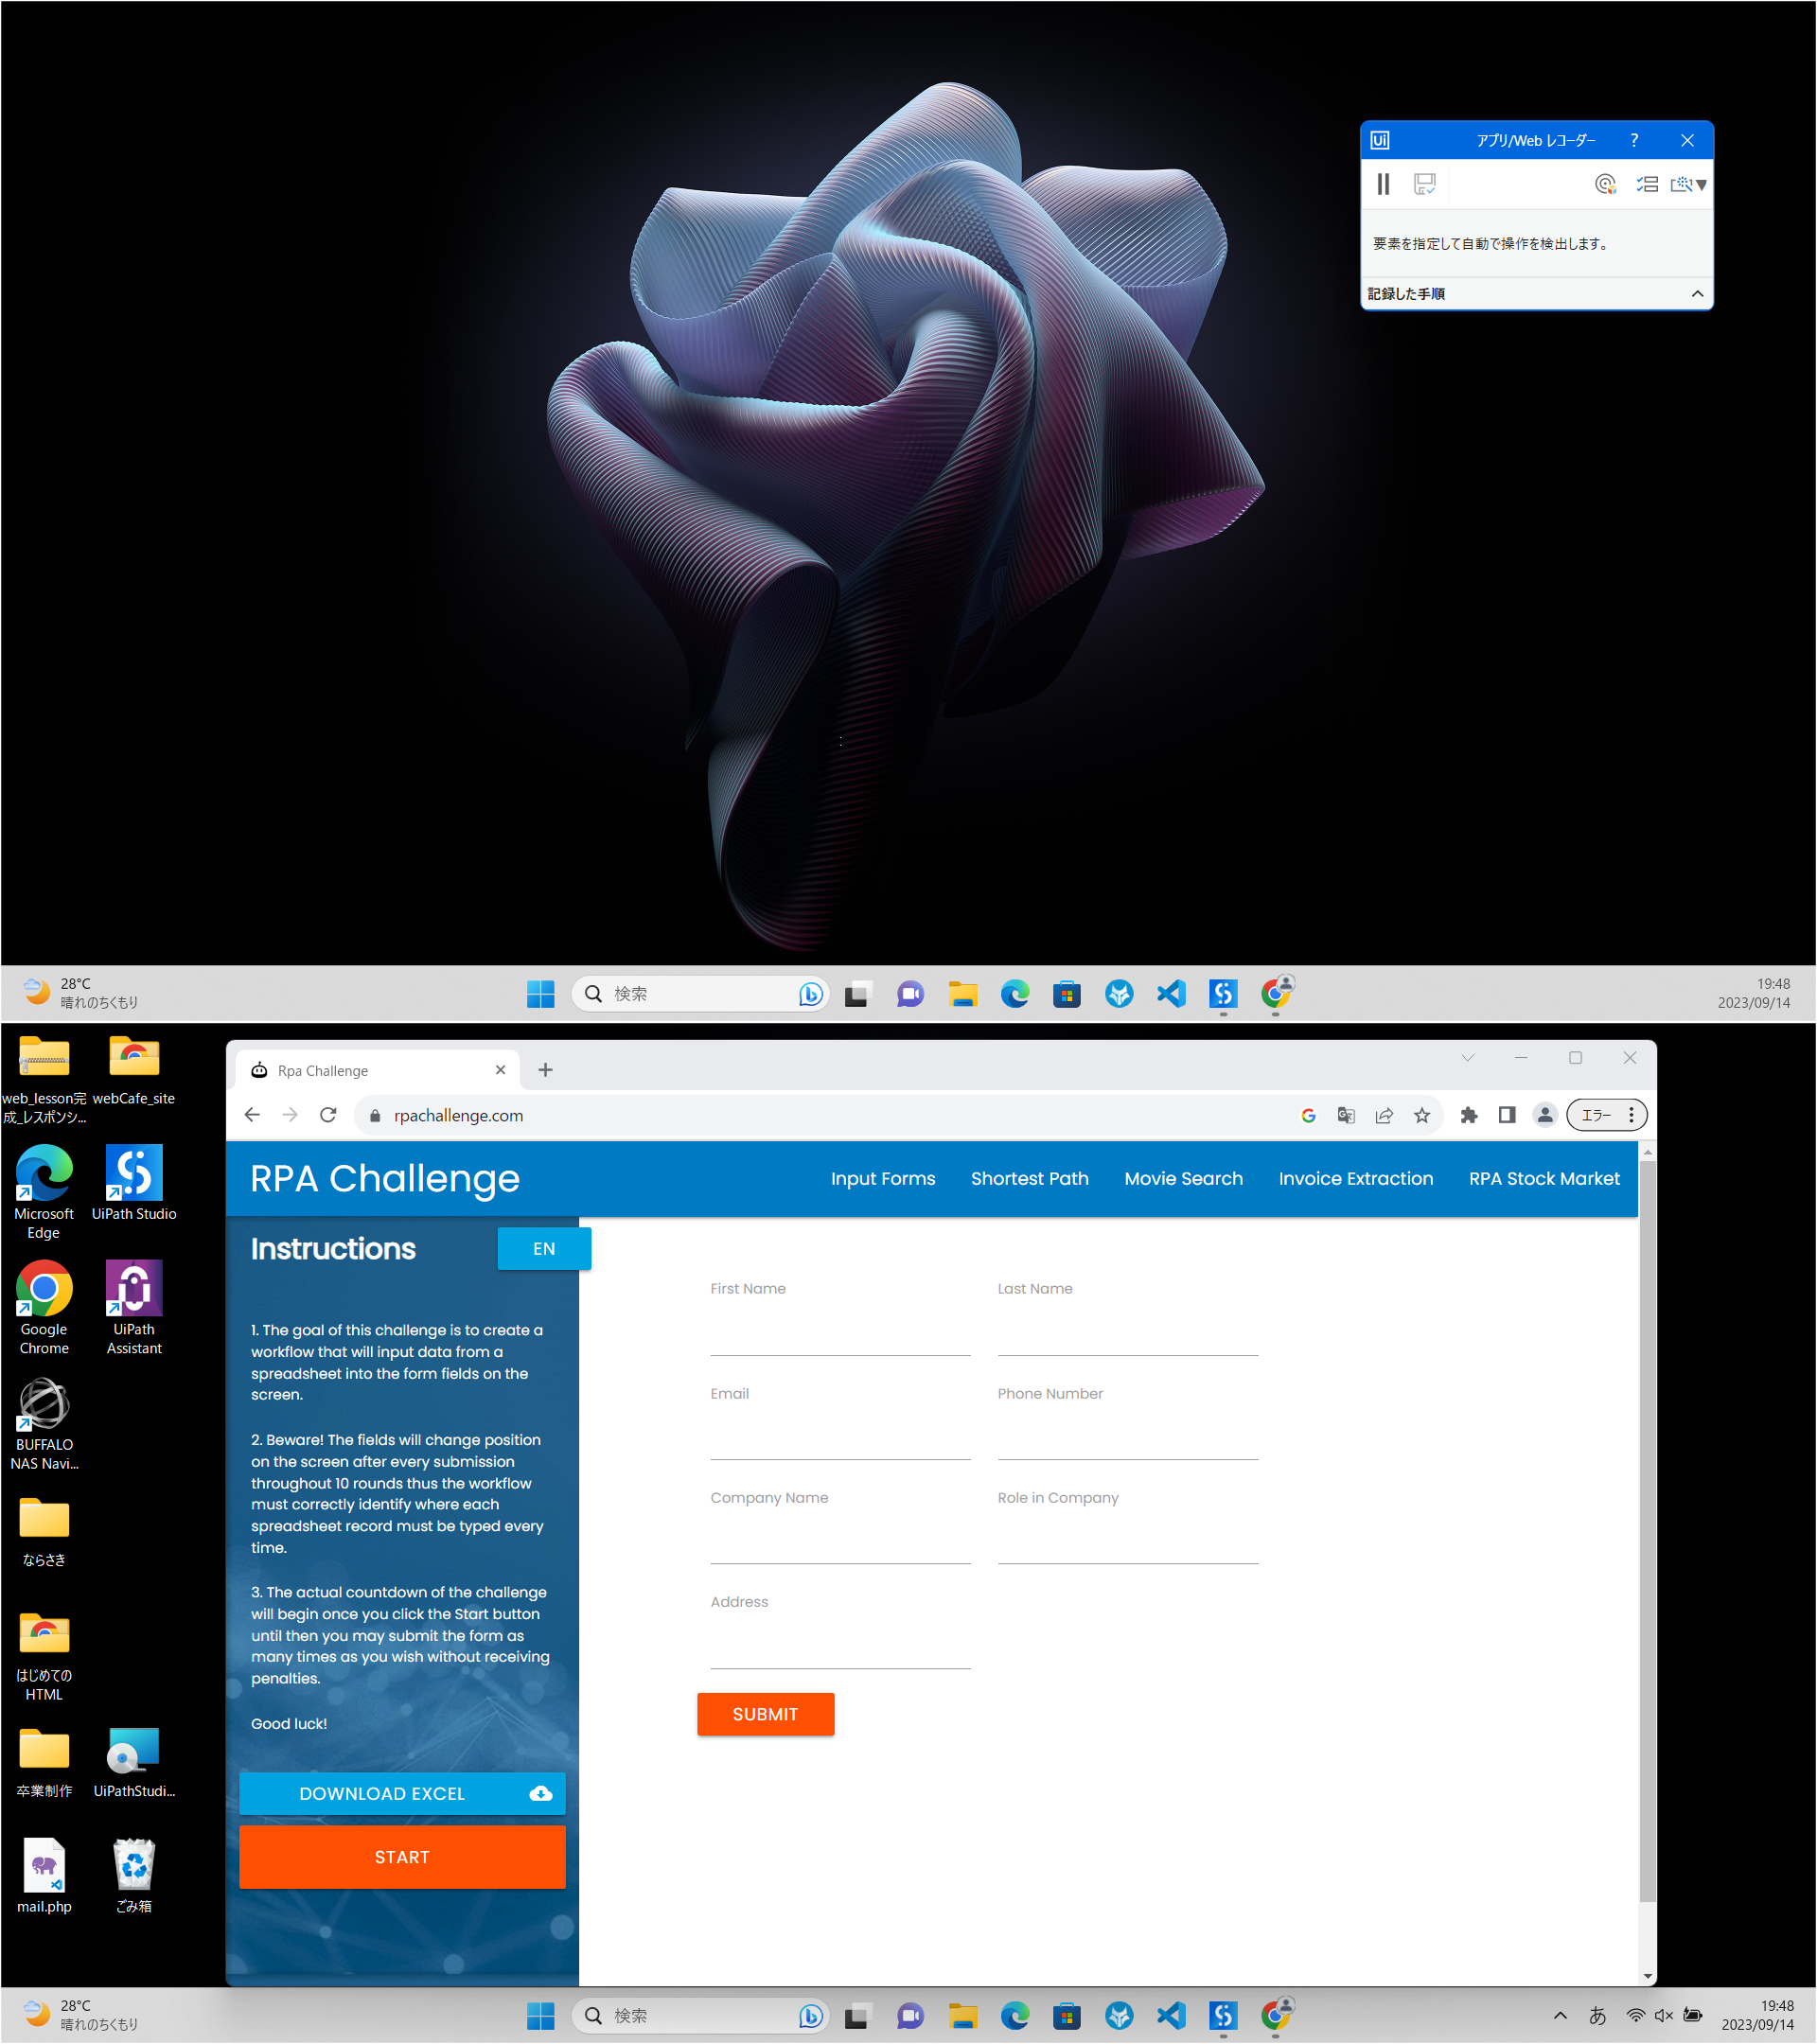 Ui アプリ/Web レコーダー ?
要素を指定して自動で操作を検出します。
記録した手順
28°C
晴れのちくもり
検索
19:48
2023/09/14
web_lesson完
成_レスポンシ...
webCafe_site
Microsoft
Edge
UiPath Studio
Google
Chrome
UiPath
Assistant
BUFFALO
NAS Navi...
ならさき
はじめての
HTML
卒業制作
UiPathStudi...
mail.php
ごみ箱
Rpa Challenge
rpachallenge.com
エラー
RPA Challenge
Input Forms
Shortest Path
Movie Search
Invoice Extraction
RPA Stock Market
Instructions
EN
1. The goal of this challenge is to create a
workflow that will input data from a
spreadsheet into the form fields on the
screen.
2. Beware! The fields will change position
on the screen after every submission
throughout 10 rounds thus the workflow
must correctly identify where each
spreadsheet record must be typed every
time.
3. The actual countdown of the challenge
will begin once you click the Start button
until then you may submit the form as
many times as you wish without receiving
penalties.
Good luck!
DOWNLOAD EXCEL
START
First Name
Last Name
Email
Phone Number
Company Name
Role in Company
Address
SUBMIT
28°C
晴れのちくもり
検索
あ
19:48
2023/09/14